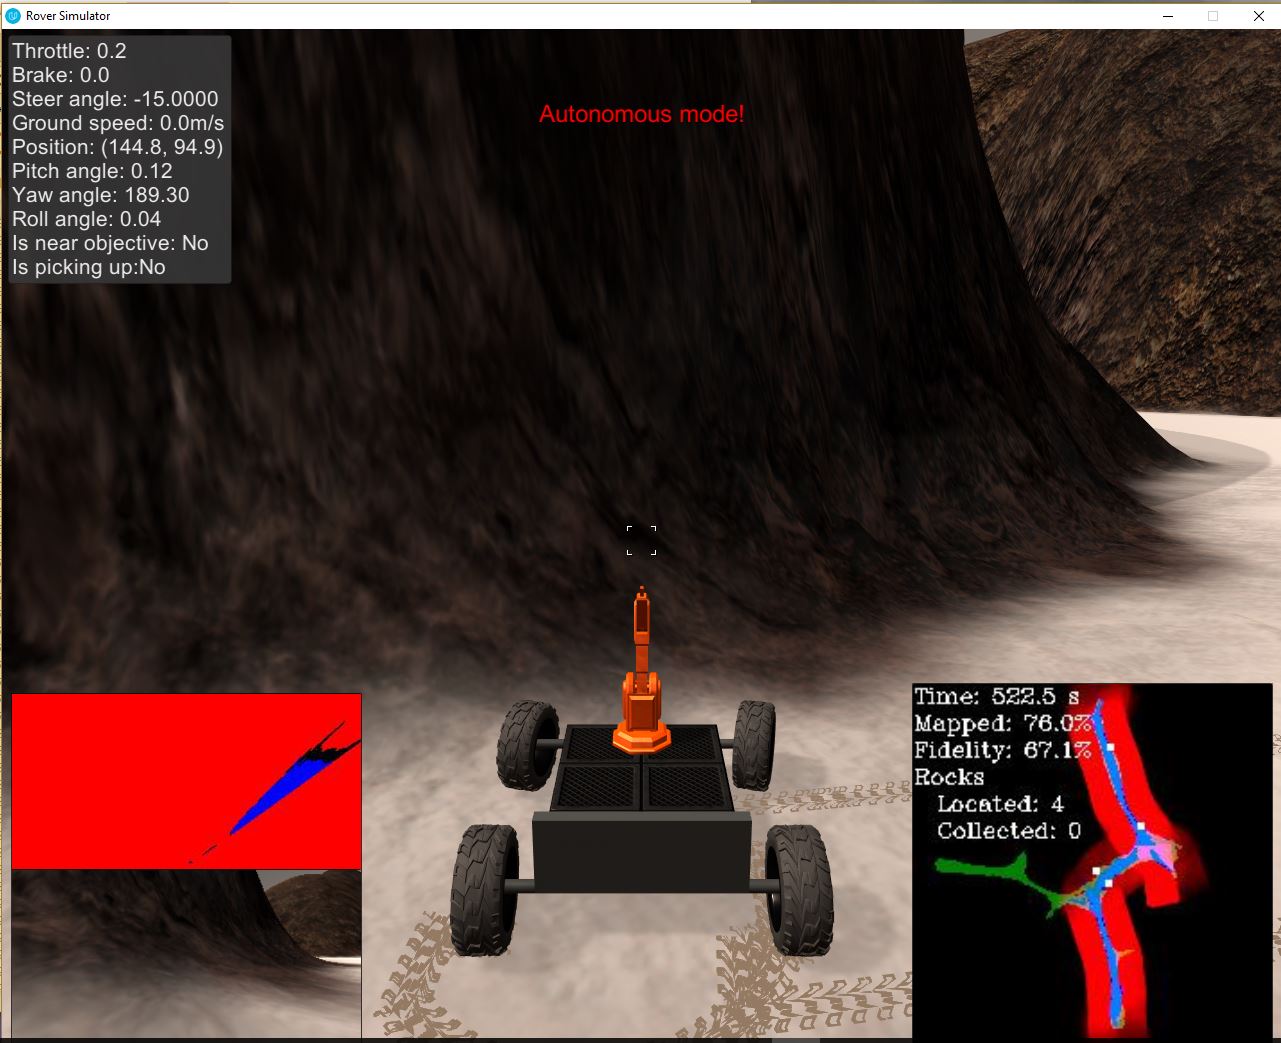 Rover Simulator
Throttle: 0.2
Brake: 0.0
Steer angle: -15.0000
Ground speed: 0.0m/s
Position: (144.8, 94.9)
Pitch angle: 0.12
Yaw angle: 189.30
Roll angle: 0.04
Is near objective: No
Is picking up:No
Autonomous mode!
Time: 522.5 s
Mapped: 76.0%
Fidelity: 67.1%
Rocks
Located: 4
Collected: 0